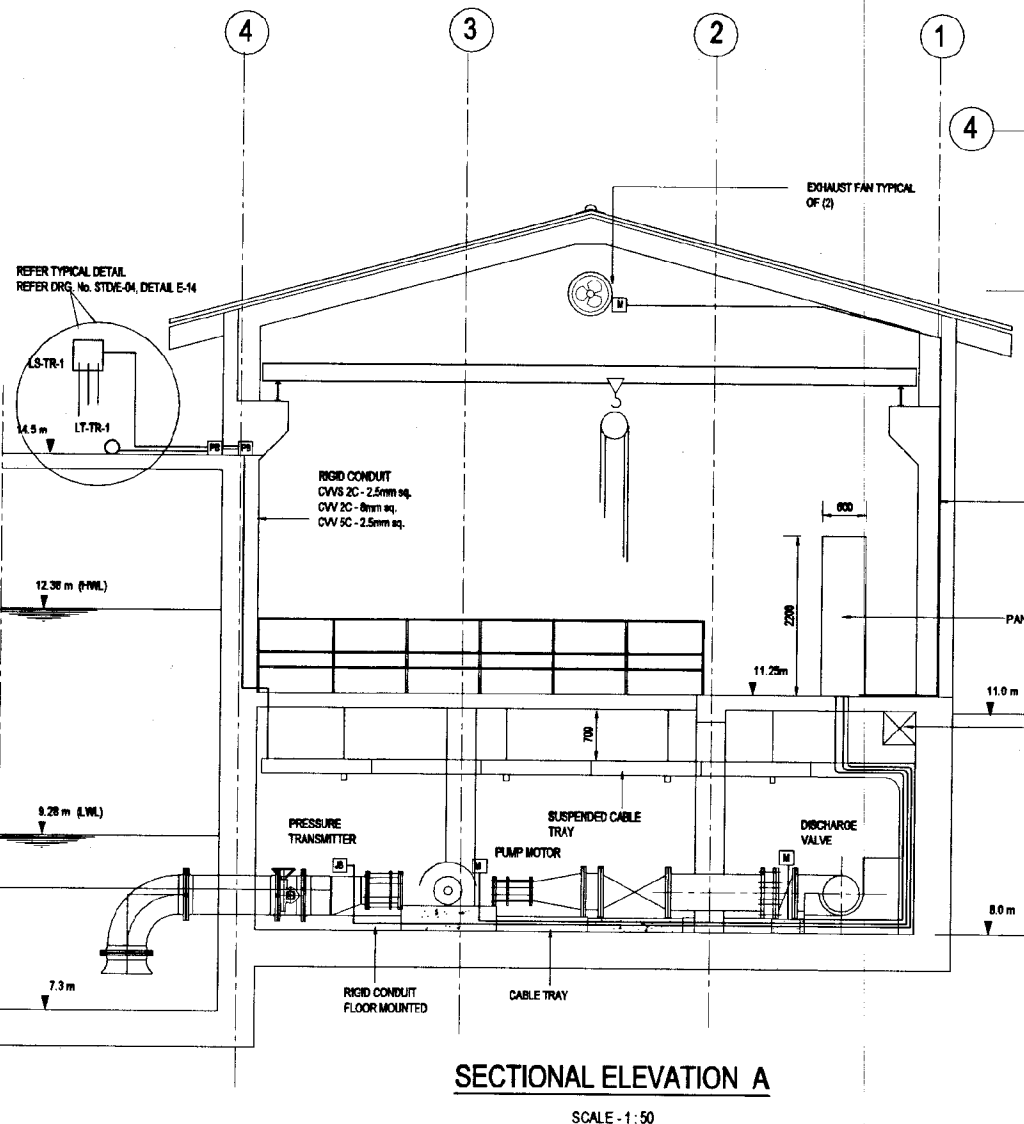 4
3
2
1
4
EXHAUST FAN TYPICAL
OF (2)
REFER TYPICAL DETAIL
REFER DRG. No. STD/E-04, DETAIL E-14
M
LS-TR-1
LT-TR-1
14.5 m
PB
PB
RIGID CONDUIT
CVVS 2C - 2.5mm sq.
CVV 2C - 6mm sq.
CVV 5C - 2.5mm sq.
600
2200
12.38 m (HWL)
PAN
11.25m
11.0 m
700
9.28 m (LWL)
PRESSURE
TRANSMITTER
SUSPENDED CABLE
TRAY
DISCHARGE
VALVE
PUMP MOTOR
JB
M
M
8.0 m
7.3 m
RIGID CONDUIT
FLOOR MOUNTED
CABLE TRAY
SECTIONAL ELEVATION A
SCALE - 1 : 50